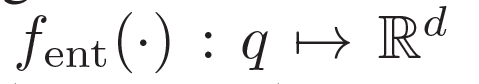 f_ent(·) : q ↦ ℝ^d